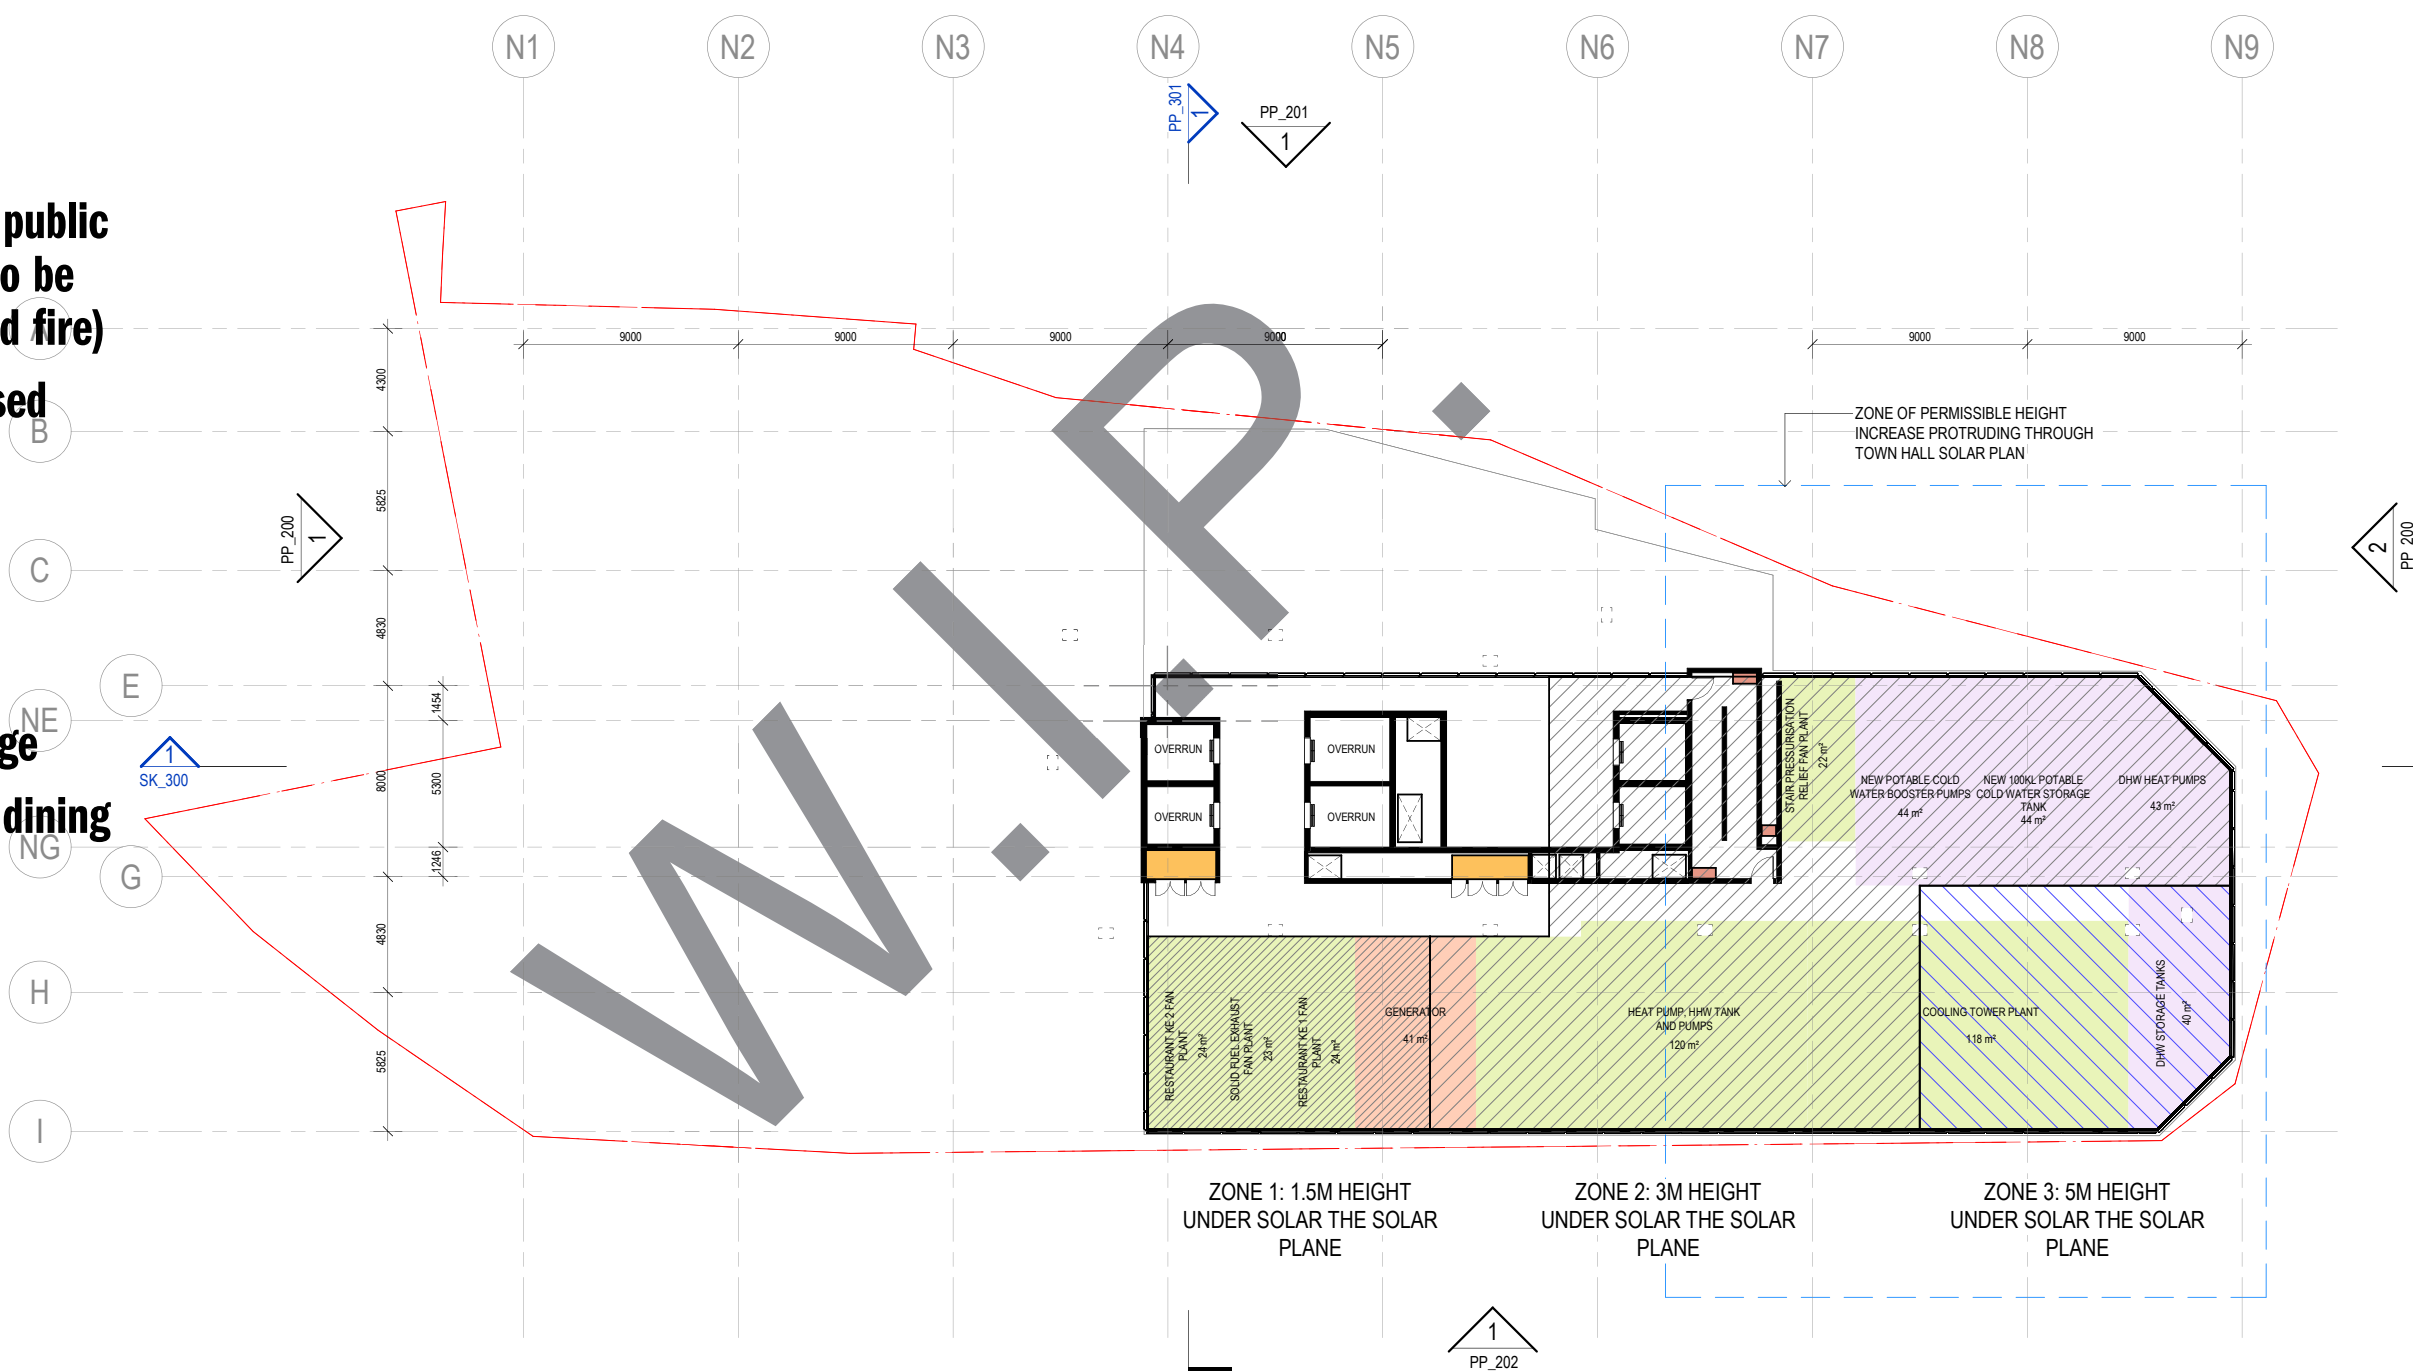 N1
N2
N3
N4
N5
N6
N7
N8
N9
PP_301
1
PP_201
1
public
o be
d fire)
sed
ge
dining
A
B
C
E
NE
NG
G
H
I
9000
9000
9000
9000
9000
9000
4300
5825
4830
1454
8000
5300
1246
4830
5825
PP_200
1
2
PP_200
1
SK_300
ZONE OF PERMISSIBLE HEIGHT
INCREASE PROTRUDING THROUGH
TOWN HALL SOLAR PLAN
W.I.P.
OVERRUN
OVERRUN
OVERRUN
OVERRUN
STAIR PRESSURISATION
RELIEF FAN PLANT
22 m²
NEW POTABLE COLD
WATER BOOSTER PUMPS
44 m²
NEW 100KL POTABLE
COLD WATER STORAGE
TANK
44 m²
DHW HEAT PUMPS
43 m²
RESTAURANT KE 2 FAN
PLANT
24 m²
SOLID FUEL EXHAUST
FAN PLANT
23 m²
RESTAURANT KE 1 FAN
PLANT
24 m²
GENERATOR
41 m²
HEAT PUMP, HHW TANK
AND PUMPS
120 m²
COOLING TOWER PLANT
118 m²
DHW STORAGE TANKS
40 m²
ZONE 1: 1.5M HEIGHT
UNDER SOLAR THE SOLAR
PLANE
ZONE 2: 3M HEIGHT
UNDER SOLAR THE SOLAR
PLANE
ZONE 3: 5M HEIGHT
UNDER SOLAR THE SOLAR
PLANE
1
PP_202